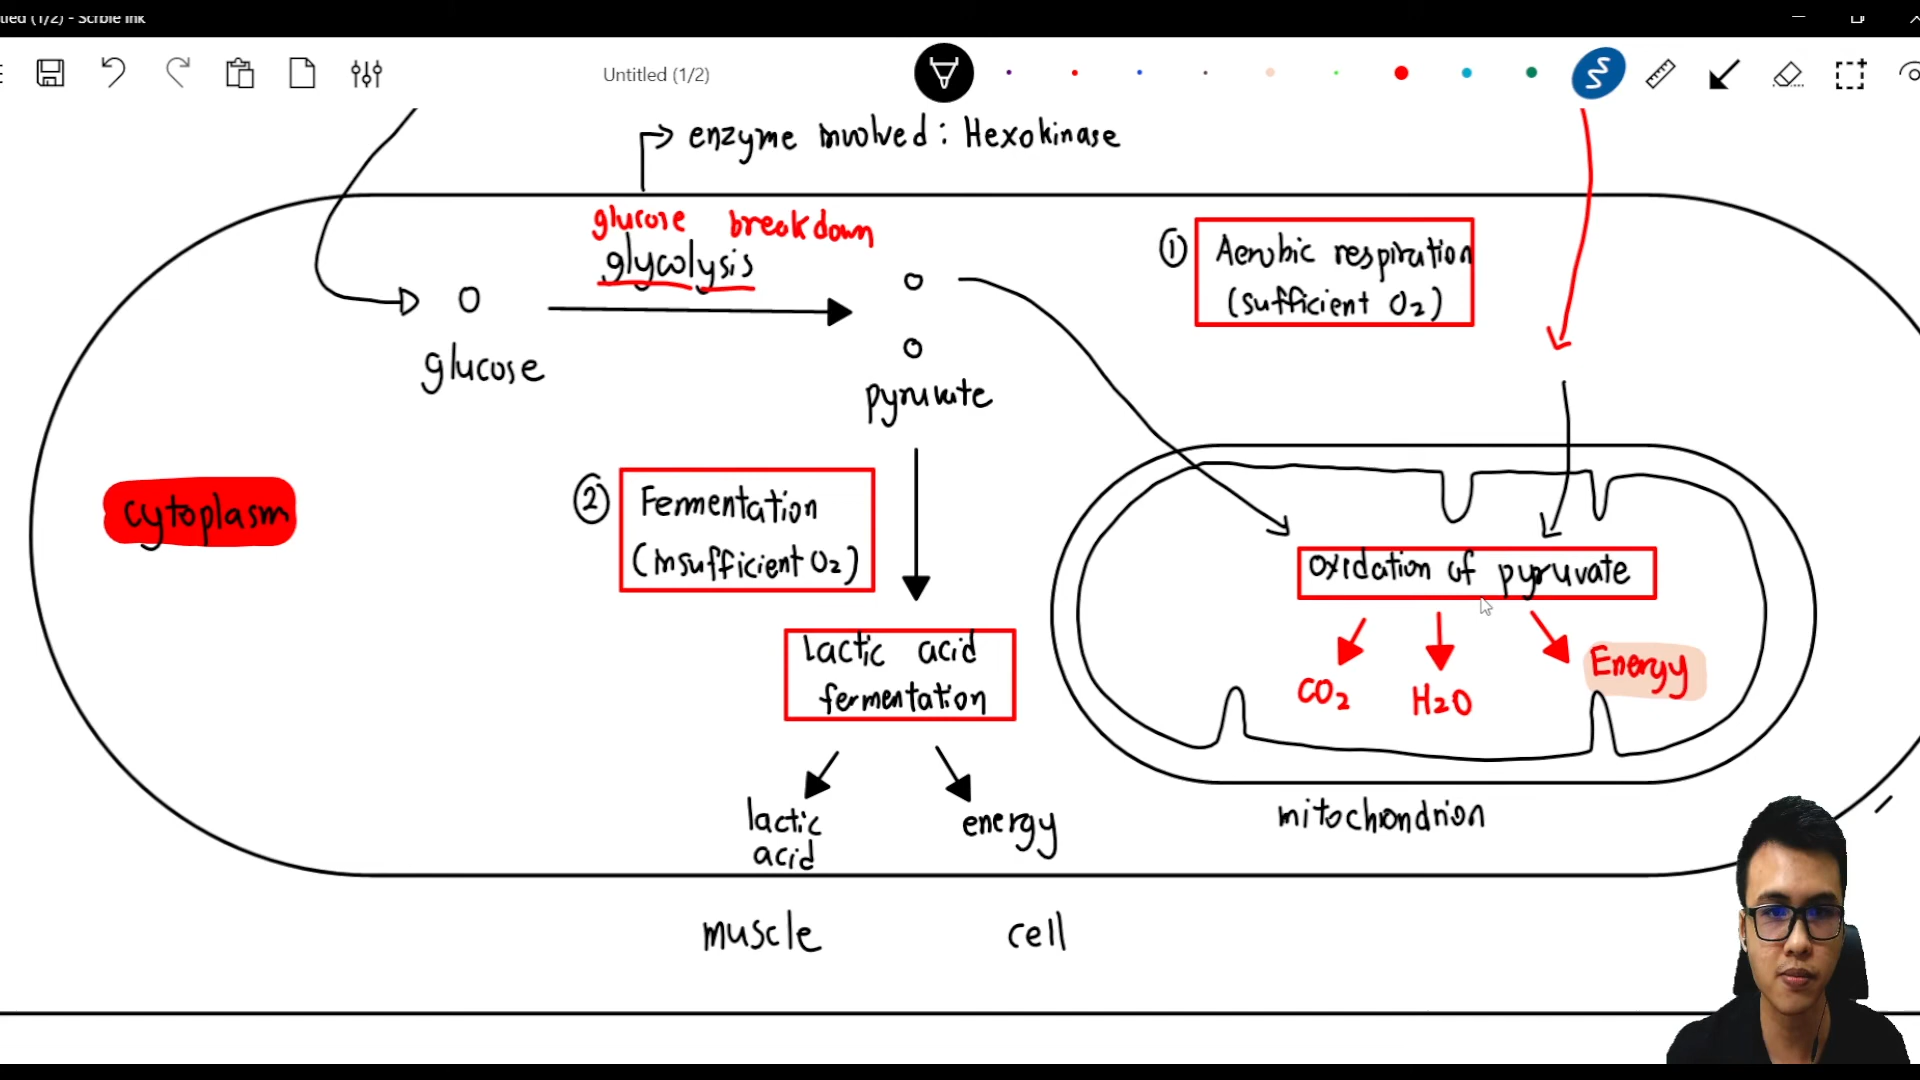 tled (1/2) - Scrble Ink
Untitled (1/2)
enzyme involved : Hexokinase
glucose breakdown
glycolysis
① Aerobic respiration
(sufficient O₂)
glucose
pyruvate
cytoplasm
② Fermentation
(insufficient O₂)
oxidation of pyruvate
Lactic acid
fermentation
Energy
CO₂
H₂O
lactic
acid
energy
mitochondrion
muscle cell